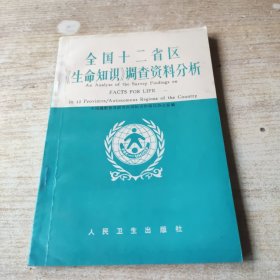 全国十二省区
《生命知识》调查资料分析
An Analysis of the Survey Findings on
FACTS FOR LIFE
in 12 Provinces/Autonomous Regions of the Country
人民卫生出版社